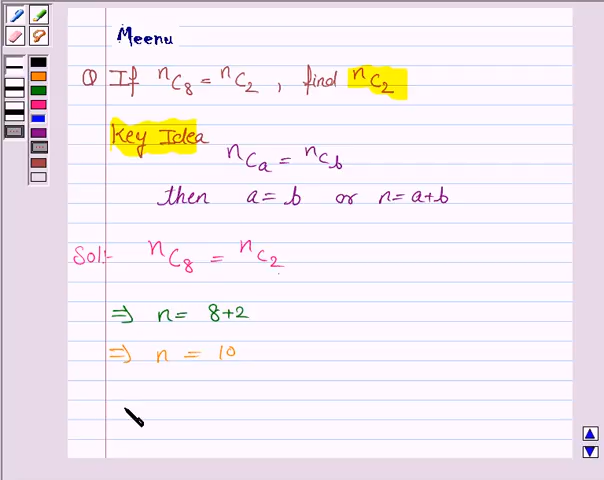 Meenu
Q If ⁿC₈ = ⁿC₂ , find ⁿC₂
Key Idea
ⁿCₐ = ⁿC_b
then a = b or n = a+b
Sol:- ⁿC₈ = ⁿC₂
⇒ n = 8+2
⇒ n = 10